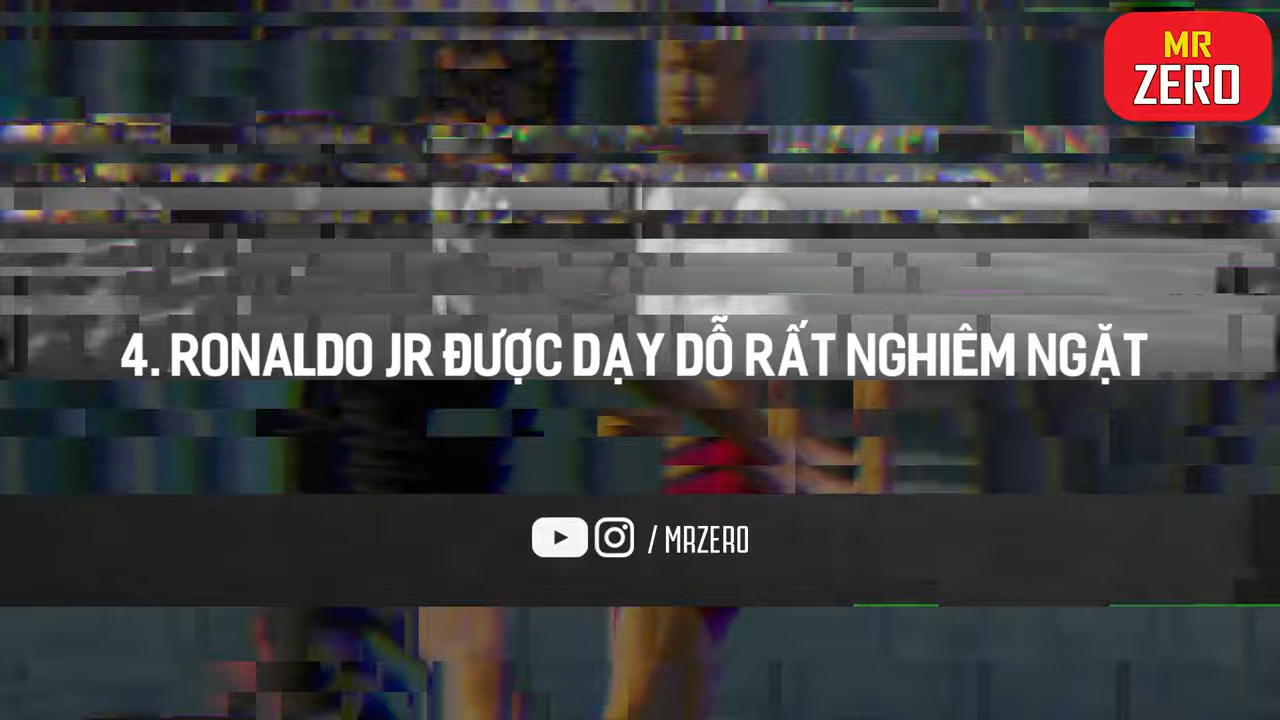 MR
ZERO
4. RONALDO JR ĐƯỢC DẠY DỖ RẤT NGHIÊM NGẶT
/ MRZERO